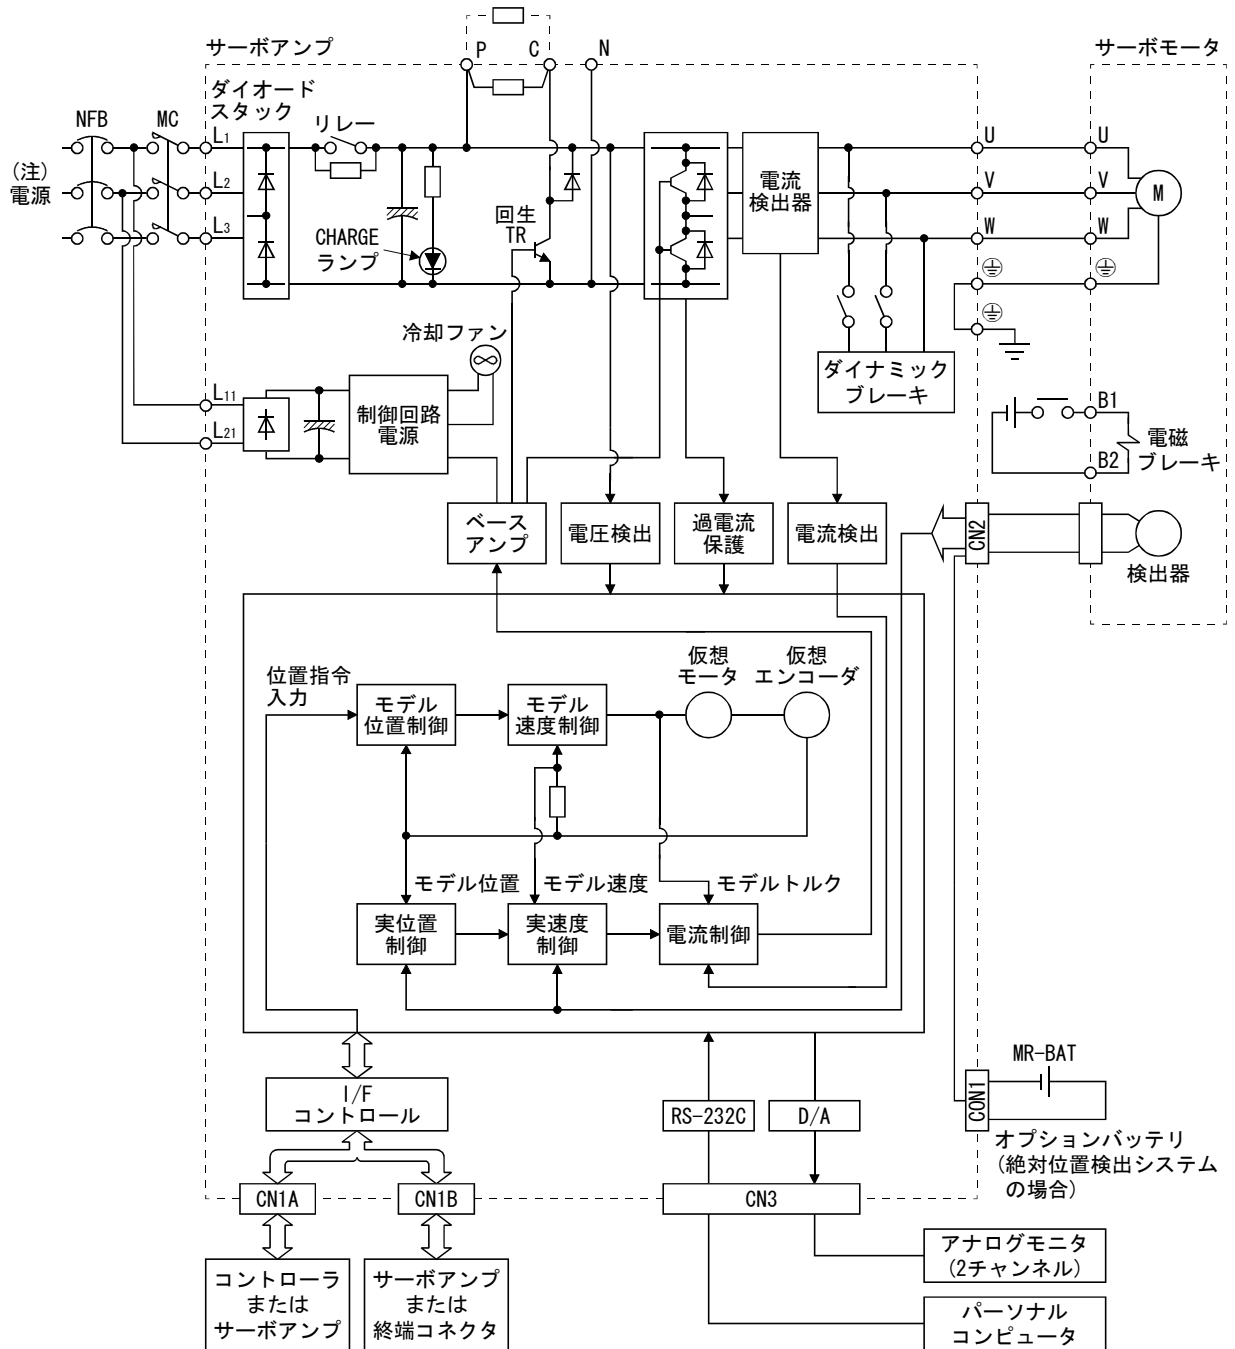 サーボアンプ
P
C
N
サーボモータ
ダイオード
スタック
NFB
MC
リレー
(注)
電源
L1
L2
L3
CHARGE
ランプ
回生
TR
電流
検出器
U
V
W
U
V
W
M
冷却ファン
ダイナミック
ブレーキ
L11
L21
制御回路
電源
B1
B2
電磁
ブレーキ
ベース
アンプ
電圧検出
過電流
保護
電流検出
CN2
検出器
位置指令
入力
モデル
位置制御
モデル
速度制御
仮想
モータ
仮想
エンコーダ
モデル位置
モデル速度
モデルトルク
実位置
制御
実速度
制御
電流制御
I/F
コントロール
RS-232C
D/A
MR-BAT
CON1
オプションバッテリ
(絶対位置検出システム
の場合)
CN1A
CN1B
CN3
コントローラ
または
サーボアンプ
サーボアンプ
または
終端コネクタ
アナログモニタ
(2チャンネル)
パーソナル
コンピュータ